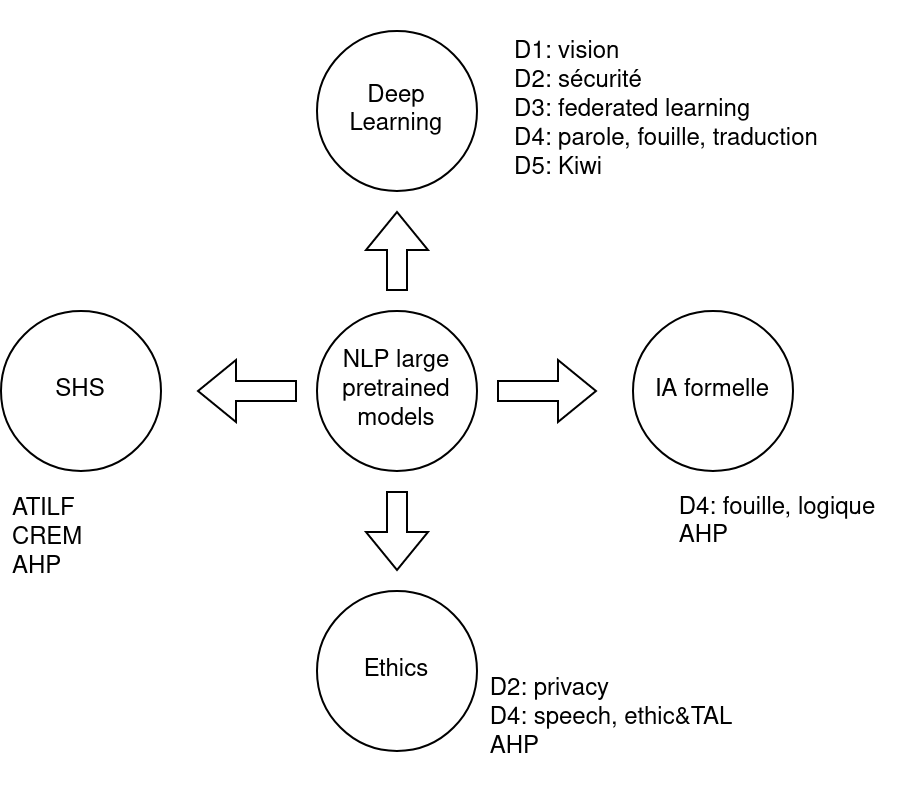 Deep
Learning
D1: vision
D2: sécurité
D3: federated learning
D4: parole, fouille, traduction
D5: Kiwi
SHS
NLP large
pretrained
models
IA formelle
ATILF
CREM
AHP
D4: fouille, logique
AHP
Ethics
D2: privacy
D4: speech, ethic&TAL
AHP